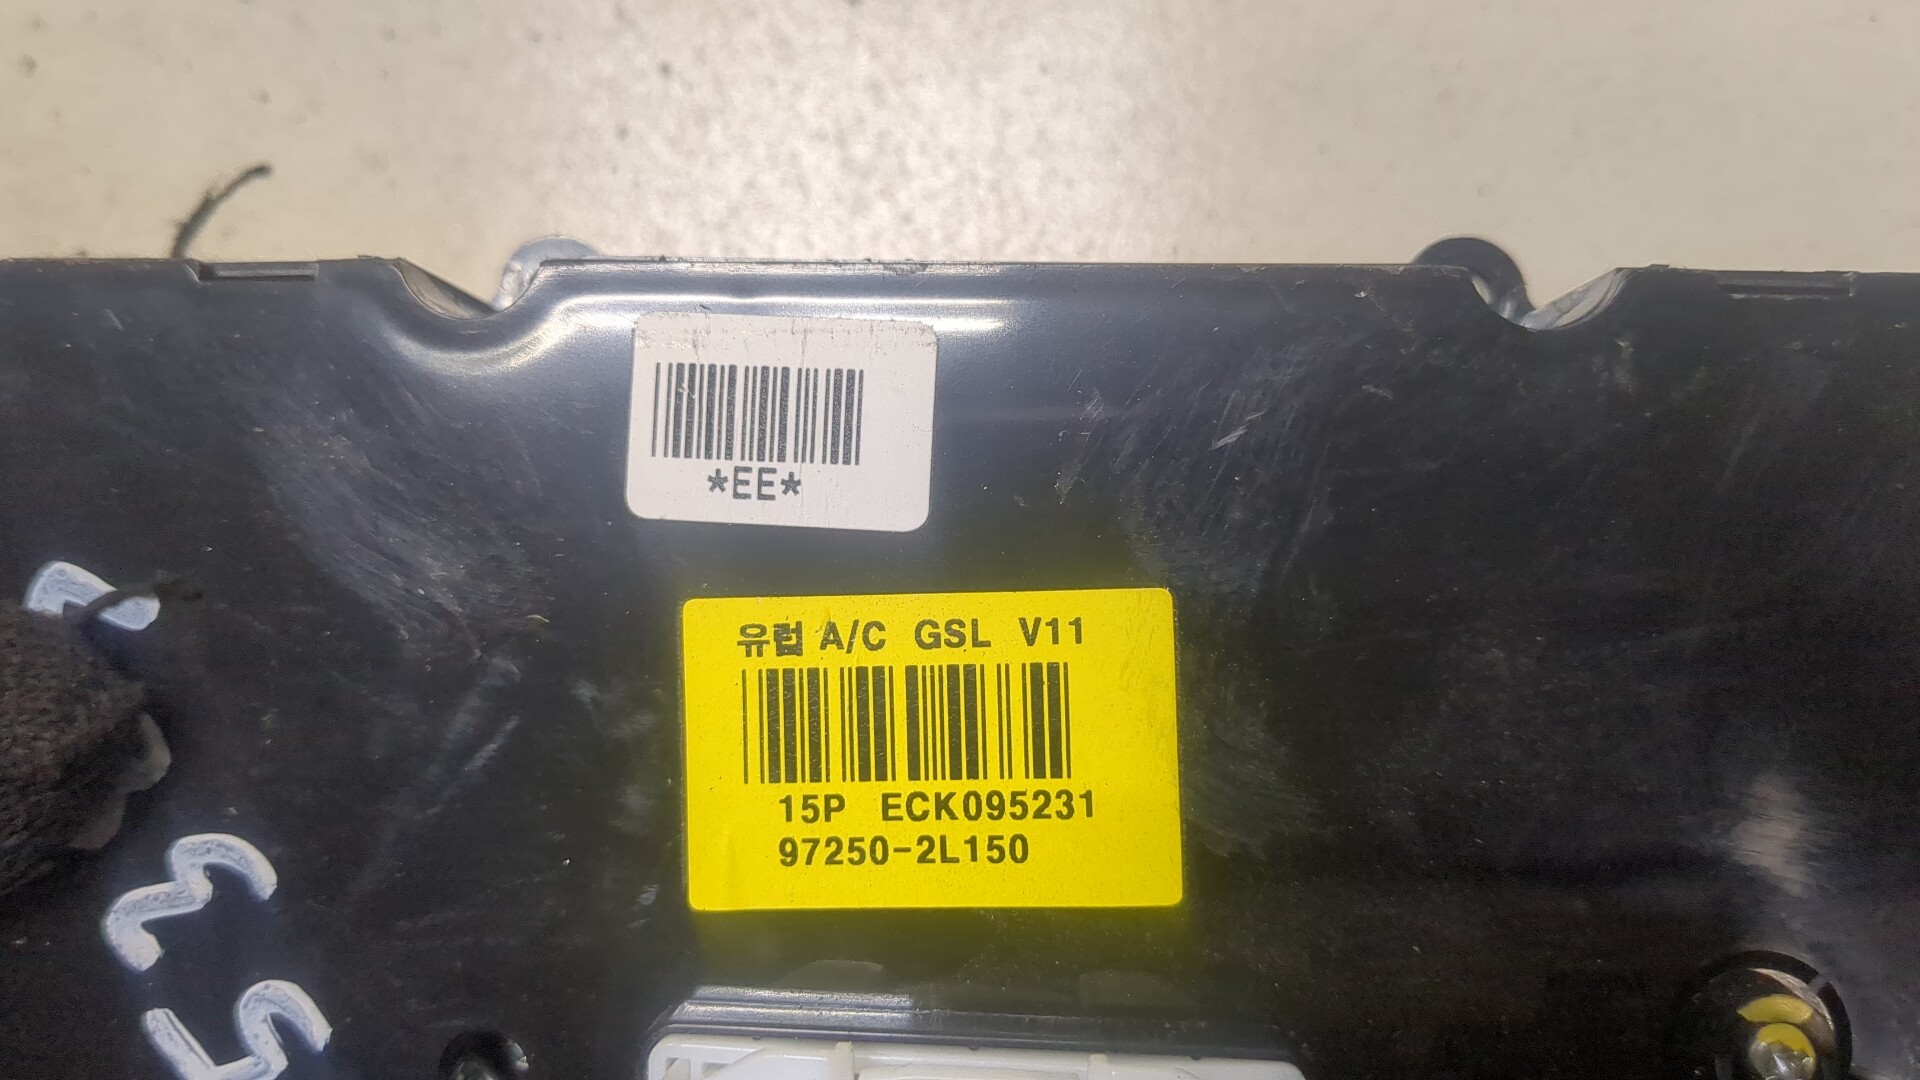 *EE*
유럽 A/C GSL V11
15P ECK095231
97250-2L150